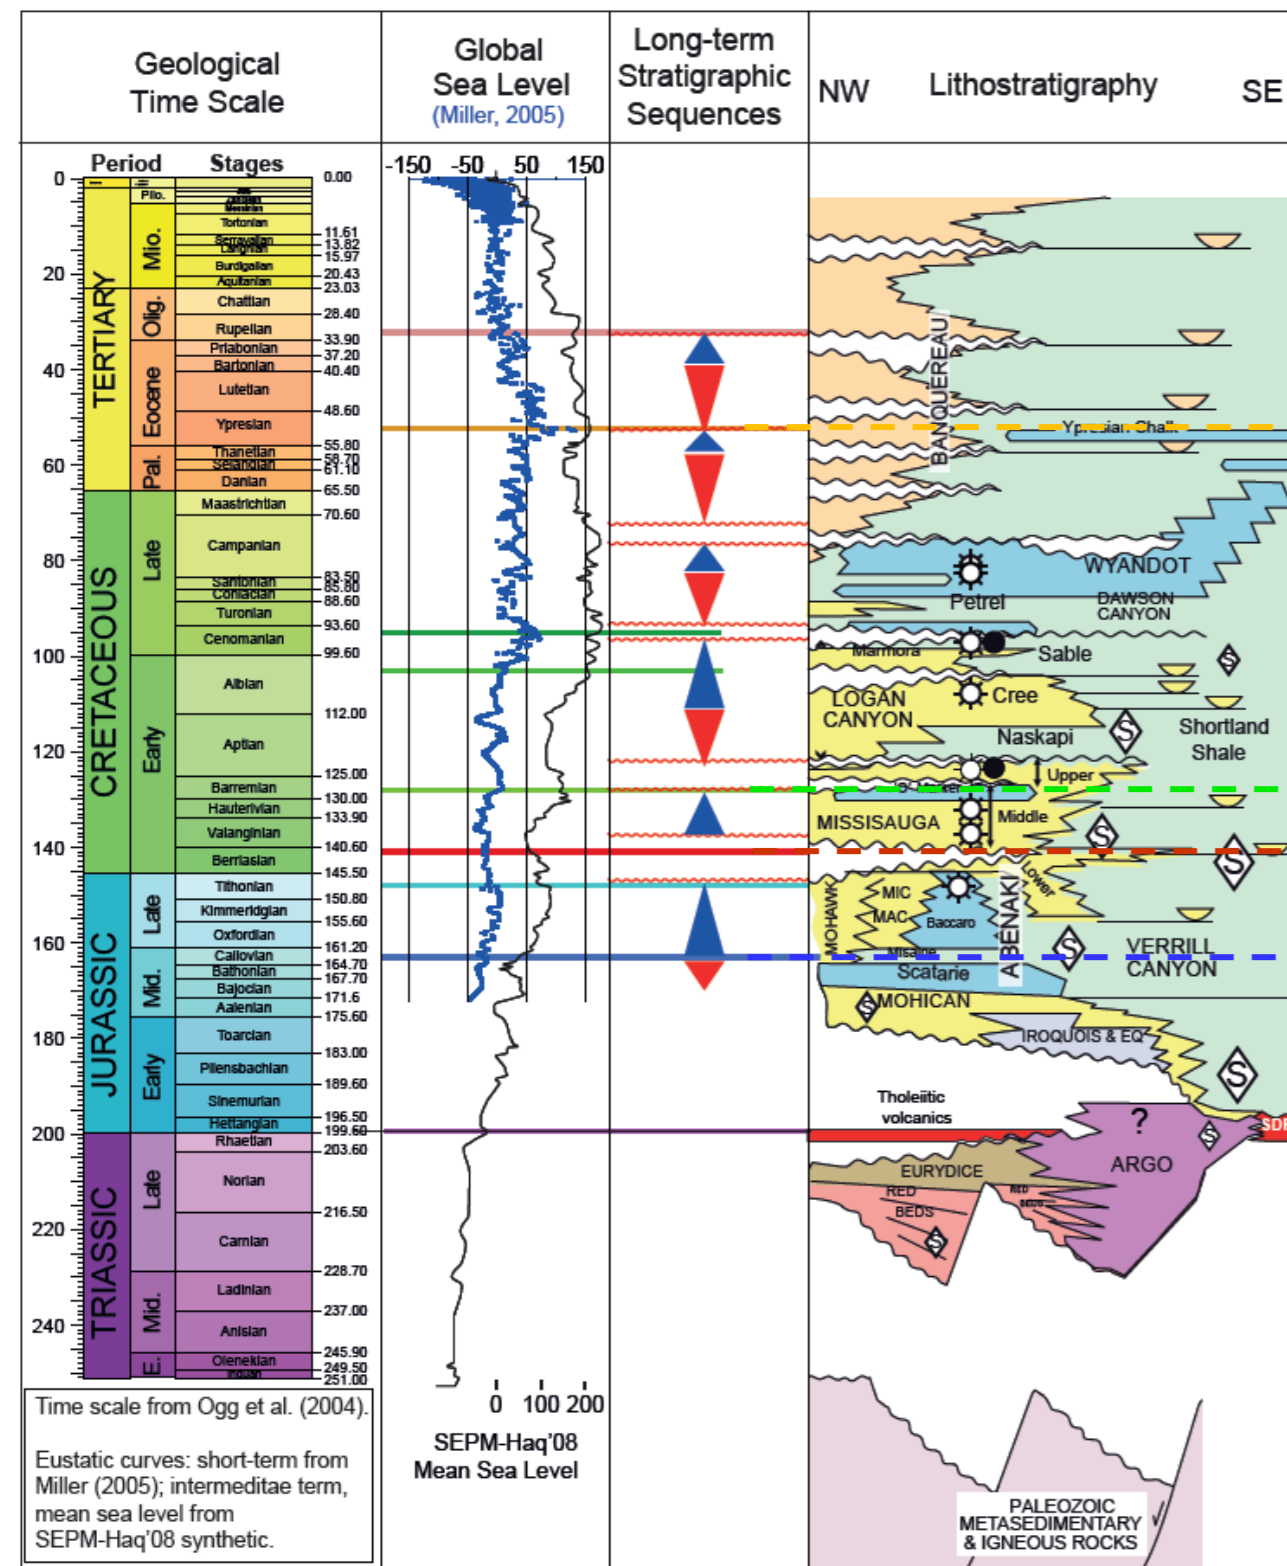 Geological
Time Scale
Global
Sea Level
(Miller, 2005)
Long-term
Stratigraphic
Sequences
NW
Lithostratigraphy
SE
Period
Stages
-150 -50 50 150
0
20
40
60
80
100
120
140
160
180
200
220
240
TERTIARY
CRETACEOUS
JURASSIC
TRIASSIC
Plio.
Mio.
Olig.
Eocene
Pal.
Late
Early
Late
Mid.
Early
Late
Mid.
E.
Tortonian
Serravallian
Langhian
Burdigalian
Aquitanian
Chattian
Rupelian
Priabonian
Bartonian
Lutetian
Ypresian
Thanetian
Selandian
Danian
Maastrichtian
Campanian
Santonian
Coniacian
Turonian
Cenomanian
Albian
Aptian
Barremian
Hauterivian
Valanginian
Berriasian
Tithonian
Kimmeridgian
Oxfordian
Callovian
Bathonian
Bajocian
Aalenian
Toarcian
Pliensbachian
Sinemurian
Hettangian
Rhaetian
Norian
Carnian
Ladinian
Anisian
Olenekian
0.00
11.61
13.82
15.97
20.43
23.03
28.40
33.90
37.20
40.40
48.60
55.80
58.70
61.10
65.50
70.60
83.50
85.80
88.60
93.60
99.60
112.00
125.00
130.00
133.90
140.60
145.50
150.80
155.60
161.20
164.70
167.70
171.6
175.60
183.00
189.60
196.50
199.60
203.60
216.50
228.70
237.00
245.90
249.50
251.00
0 100 200
SEPM-Haq'08
Mean Sea Level
BANQUEREAU
Ypresian Chalk
WYANDOT
Petrel
DAWSON
CANYON
Marmora
Sable
LOGAN
CANYON
Cree
Naskapi
S
S
Shortland
Shale
Upper
Middle
MISSISAUGA
S
S
Lower
ABENAKI
MOHAWK
MIC
MAC
Baccaro
Misaine
S
VERRILL
CANYON
Scatarie
S
MOHICAN
IROQUOIS & EQ
S
Tholeiitic
volcanics
?
S
ARGO
EURYDICE
RED
BEDS
RED
BEDS
S
PALEOZOIC
METASEDIMENTARY
& IGNEOUS ROCKS
Time scale from Ogg et al. (2004).
Eustatic curves: short-term from
Miller (2005); intermeditae term,
mean sea level from
SEPM-Haq'08 synthetic.